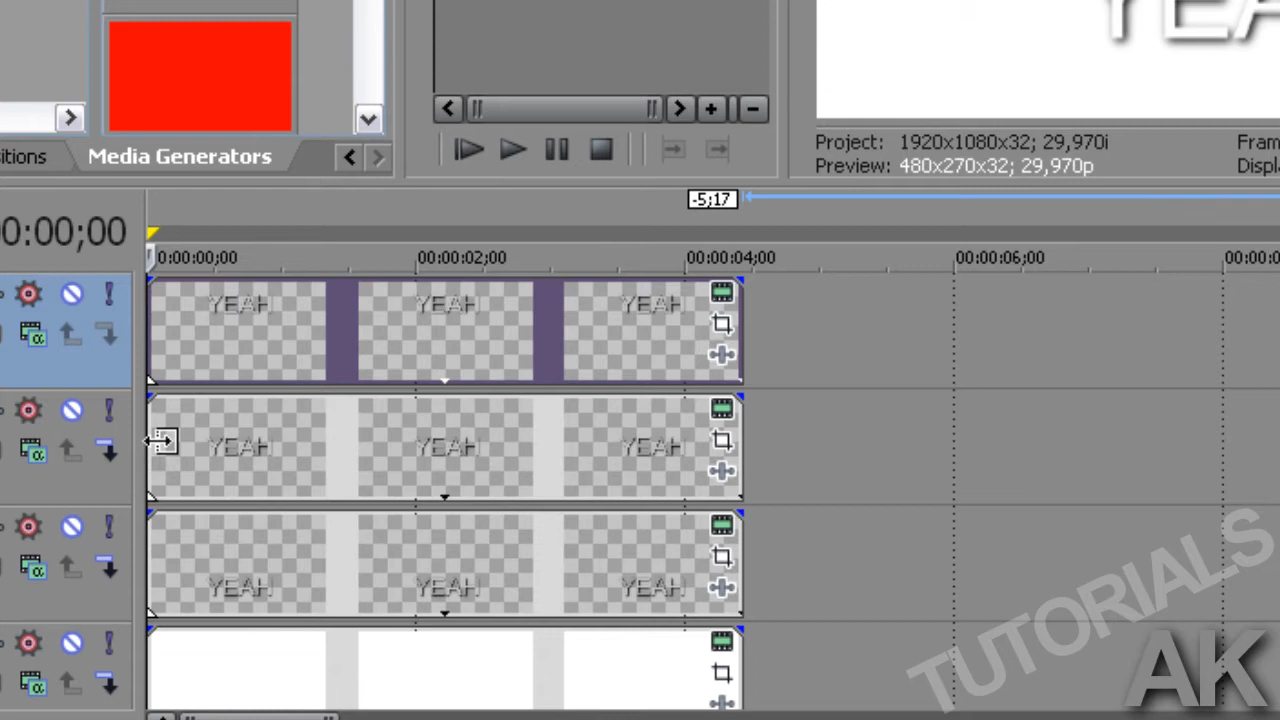 YEA
Project: 1920x1080x32; 29,970i
Fram
itions
Media Generators
Preview: 480x270x32; 29,970p
Displ
-5;17
0:00;00
0:00:00;00
00:00:02;00
00:00:04;00
00:00:06;00
00:00:0
YEAH YEAH YEAH
YEAH YEAH YEAH
YEAH YEAH YEAH
TUTORIALS
AK